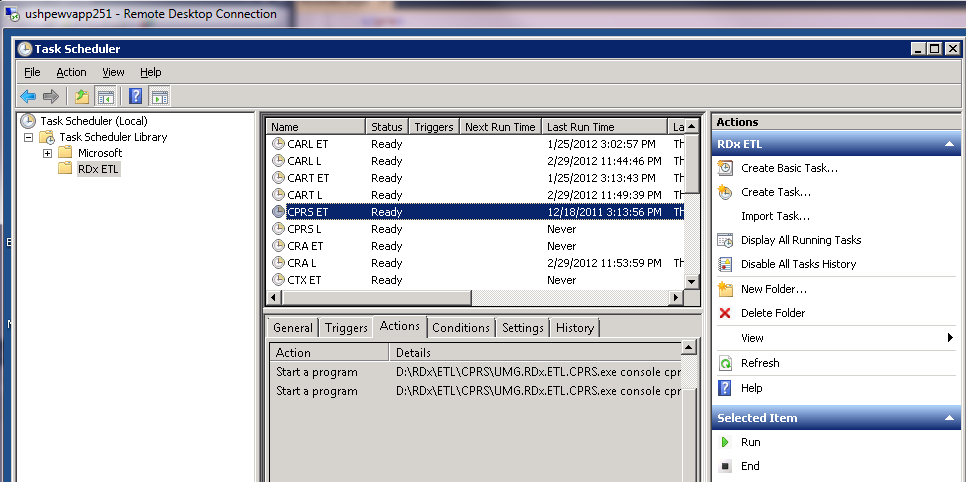 ushpewvapp251 - Remote Desktop Connection
Task Scheduler
File Action View Help
Task Scheduler (Local)
Task Scheduler Library
Microsoft
RDx ETL
Name Status Triggers Next Run Time Last Run Time La
CARL ET Ready 1/25/2012 3:02:57 PM Th
CARL L Ready 2/29/2012 11:44:46 PM Th
CART ET Ready 1/25/2012 3:13:43 PM Th
CART L Ready 2/29/2012 11:49:39 PM Th
CPRS ET Ready 12/18/2011 3:13:56 PM Th
CPRS L Ready Never
CRA ET Ready Never
CRA L Ready 2/29/2012 11:53:59 PM Th
CTX ET Ready Never
General Triggers Actions Conditions Settings History
Action Details
Start a program D:\RDx\ETL\CPRS\UMG.RDx.ETL.CPRS.exe console cpr
Start a program D:\RDx\ETL\CPRS\UMG.RDx.ETL.CPRS.exe console cpr
Actions
RDx ETL
Create Basic Task...
Create Task...
Import Task...
Display All Running Tasks
Disable All Tasks History
New Folder...
Delete Folder
View
Refresh
Help
Selected Item
Run
End